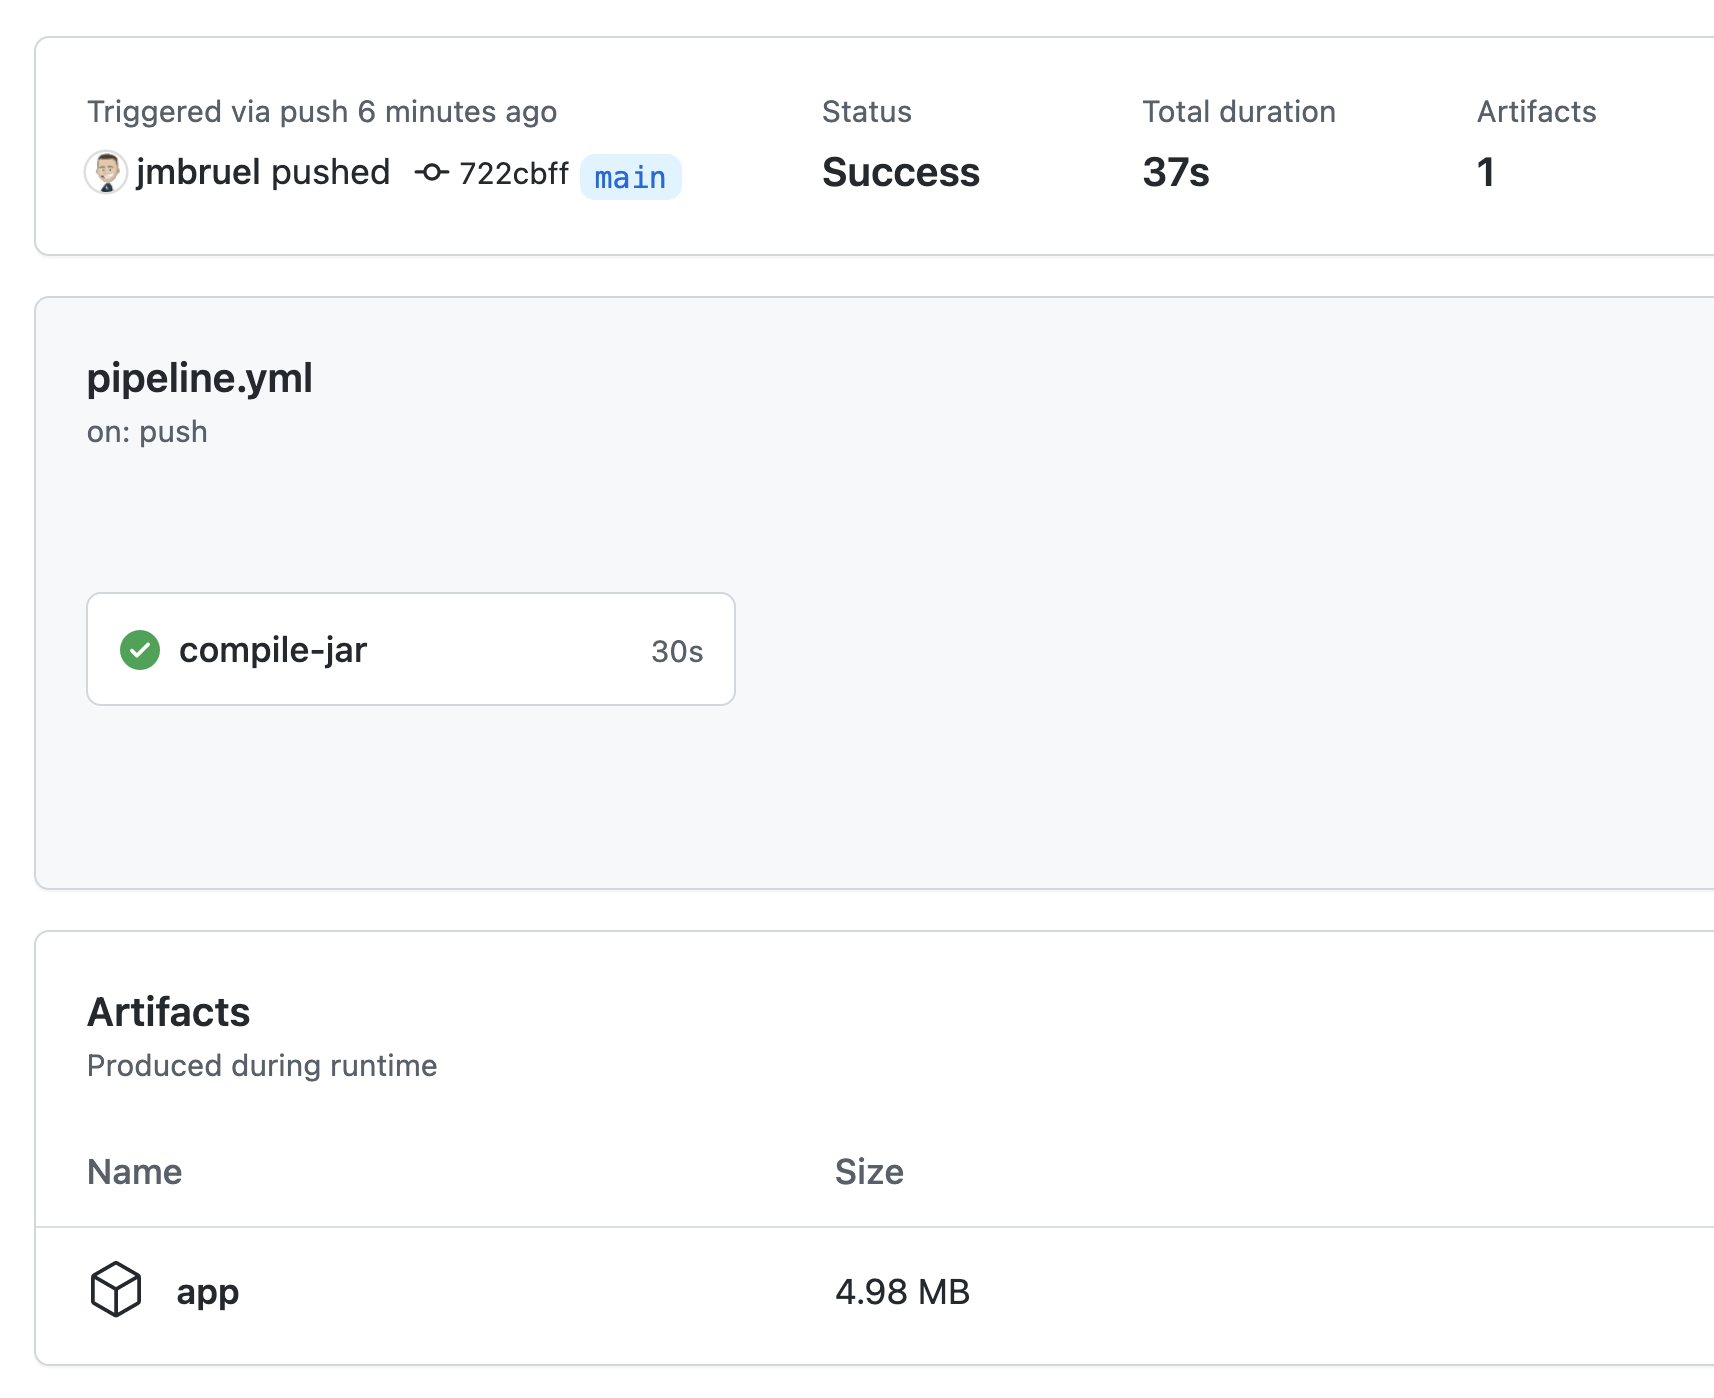 Triggered via push 6 minutes ago
jmbruel pushed 722cbff main
Status
Success
Total duration
37s
Artifacts
1
pipeline.yml
on: push
compile-jar 30s
Artifacts
Produced during runtime
Name Size
app 4.98 MB